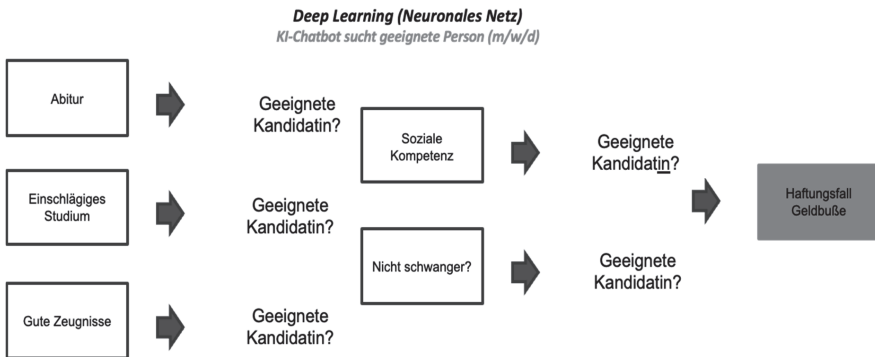 Deep Learning (Neuronales Netz)
KI-Chatbot sucht geeignete Person (m/w/d)
Abitur
Geeignete
Kandidatin?
Einschlägiges
Studium
Geeignete
Kandidatin?
Gute Zeugnisse
Geeignete
Kandidatin?
Soziale
Kompetenz
Geeignete
Kandidatin?
Nicht schwanger?
Geeignete
Kandidatin?
Haftungsfall
Geldbuße